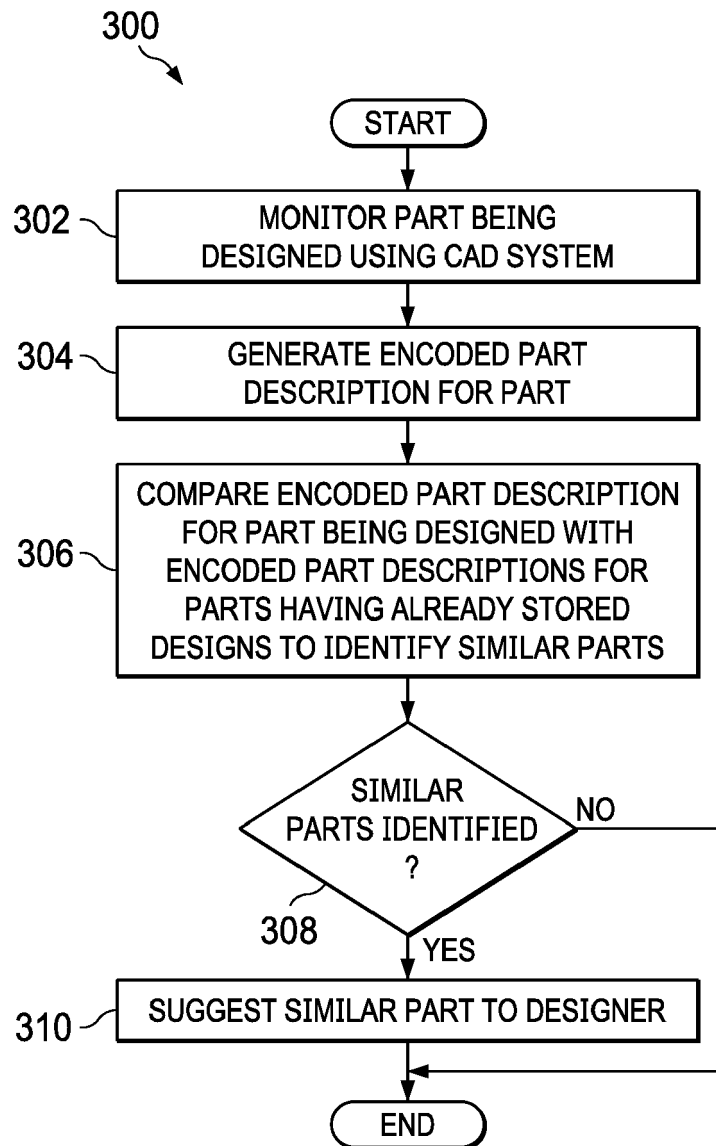 300
START
302
MONITOR PART BEING
DESIGNED USING CAD SYSTEM
304
GENERATE ENCODED PART
DESCRIPTION FOR PART
306
COMPARE ENCODED PART DESCRIPTION
FOR PART BEING DESIGNED WITH
ENCODED PART DESCRIPTIONS FOR
PARTS HAVING ALREADY STORED
DESIGNS TO IDENTIFY SIMILAR PARTS
SIMILAR
PARTS IDENTIFIED
?
NO
308
YES
310
SUGGEST SIMILAR PART TO DESIGNER
END